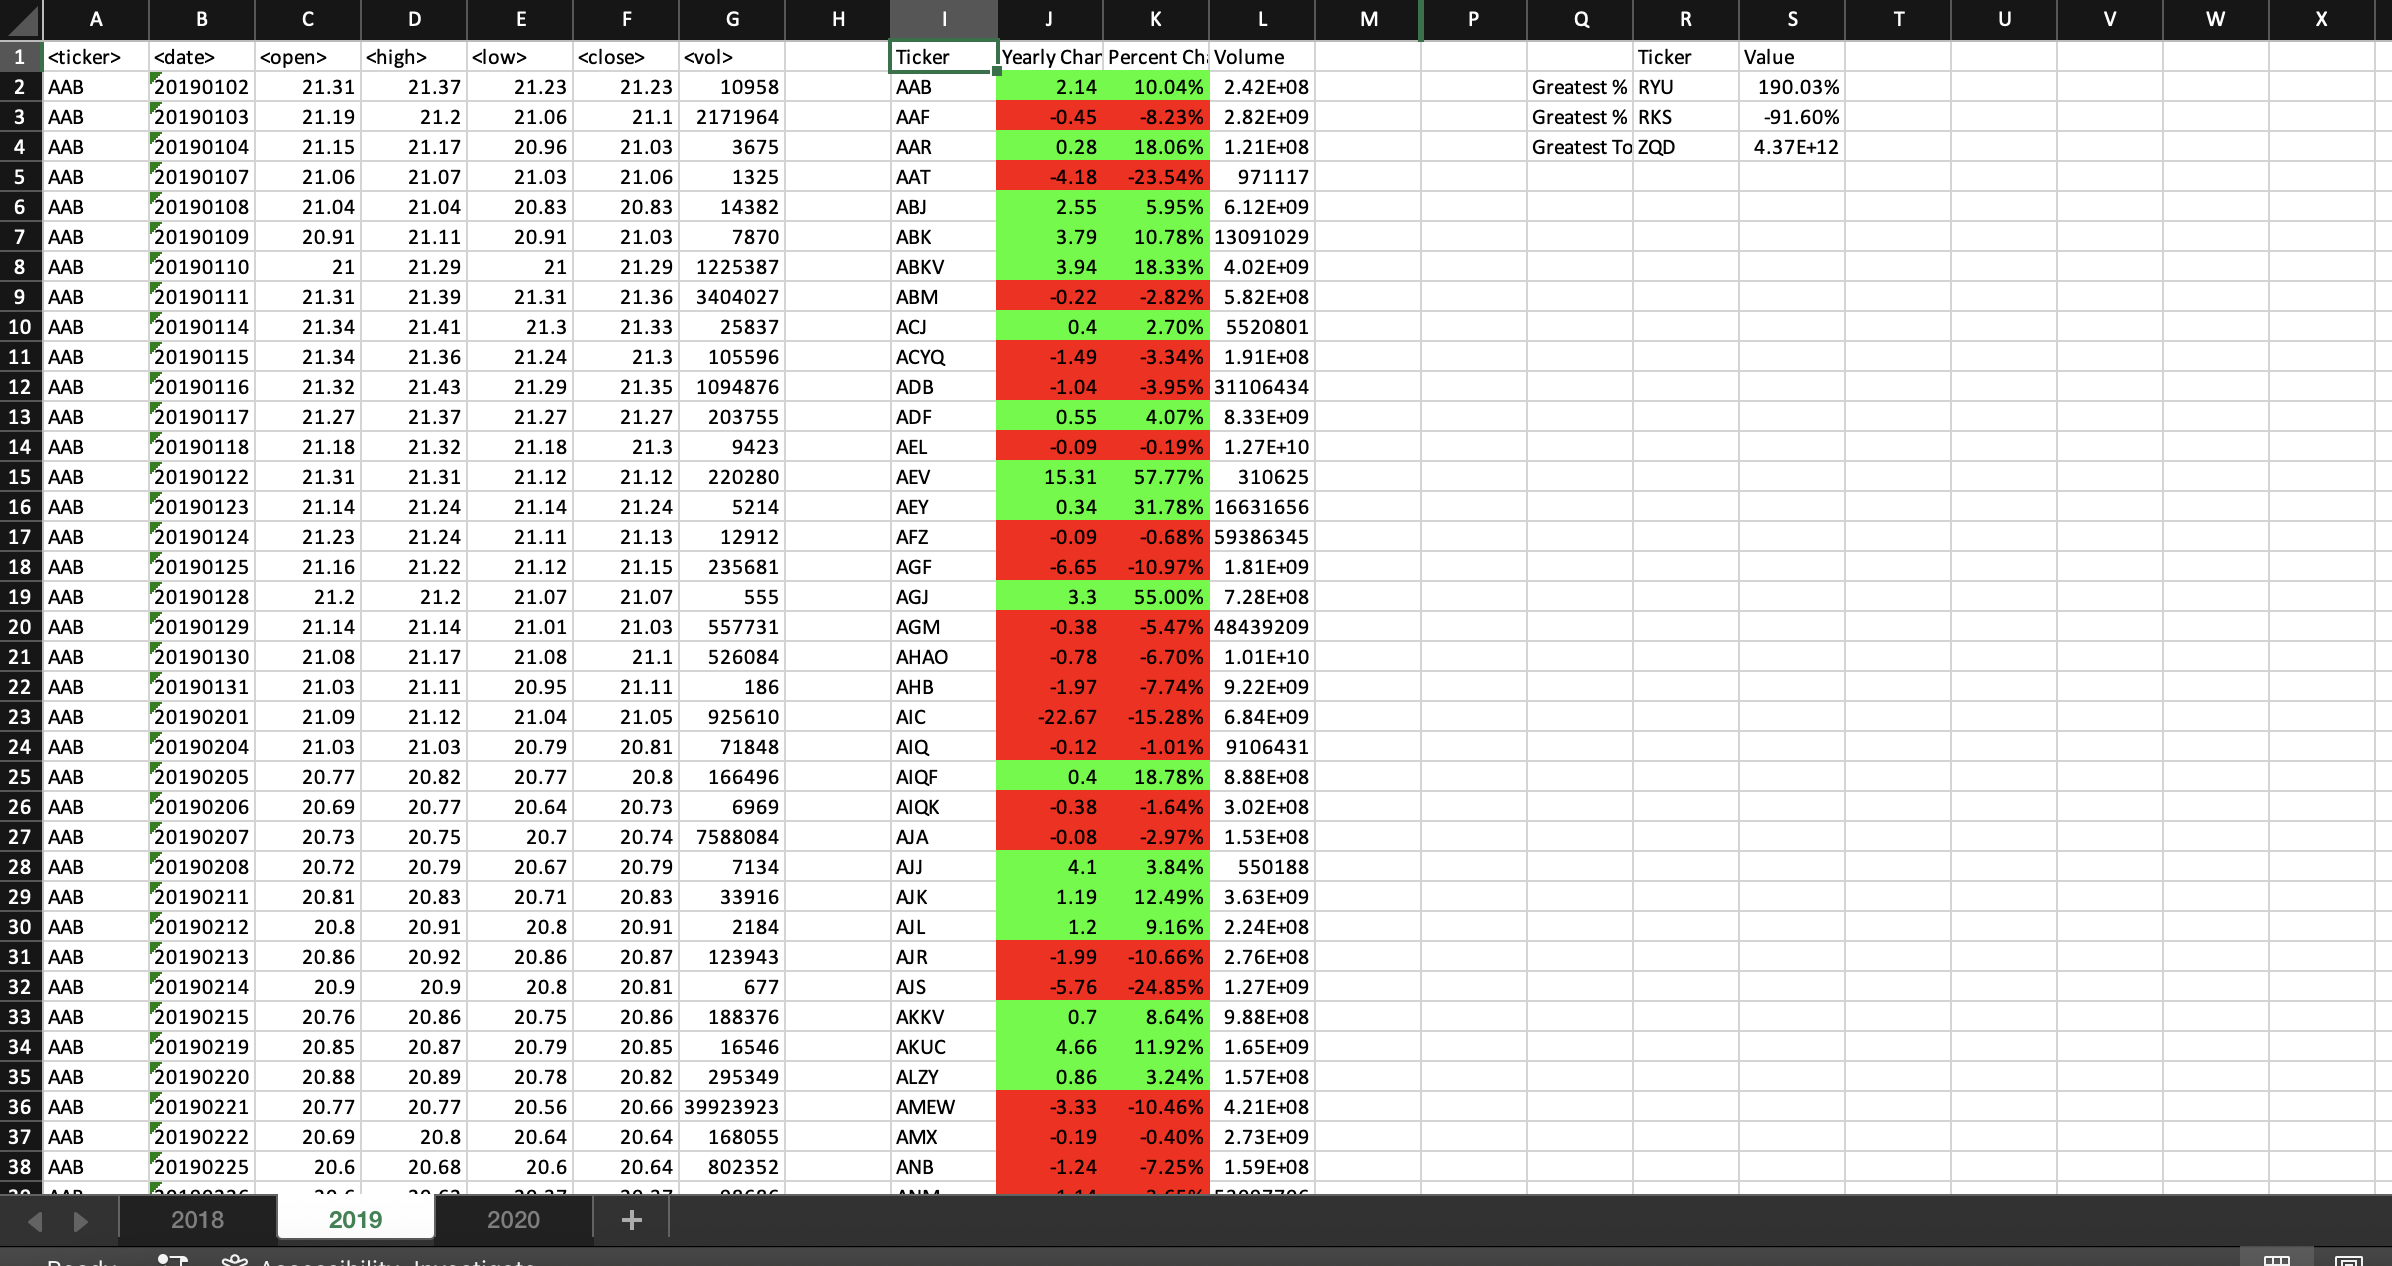 A B C D E F G H I J K L M P Q R S T U V W X
1 <ticker> <date> <open> <high> <low> <close> <vol> Ticker Yearly Char Percent Ch Volume Ticker Value
2 AAB 20190102 21.31 21.37 21.23 21.23 10958 AAB 2.14 10.04% 2.42E+08 Greatest % RYU 190.03%
3 AAB 20190103 21.19 21.2 21.06 21.1 2171964 AAF -0.45 -8.23% 2.82E+09 Greatest % RKS -91.60%
4 AAB 20190104 21.15 21.17 20.96 21.03 3675 AAR 0.28 18.06% 1.21E+08 Greatest To ZQD 4.37E+12
5 AAB 20190107 21.06 21.07 21.03 21.06 1325 AAT -4.18 -23.54% 971117
6 AAB 20190108 21.04 21.04 20.83 20.83 14382 ABJ 2.55 5.95% 6.12E+09
7 AAB 20190109 20.91 21.11 20.91 21.03 7870 ABK 3.79 10.78% 13091029
8 AAB 20190110 21 21.29 21 21.29 1225387 ABKV 3.94 18.33% 4.02E+09
9 AAB 20190111 21.31 21.39 21.31 21.36 3404027 ABM -0.22 -2.82% 5.82E+08
10 AAB 20190114 21.34 21.41 21.3 21.33 25837 ACJ 0.4 2.70% 5520801
11 AAB 20190115 21.34 21.36 21.24 21.3 105596 ACYQ -1.49 -3.34% 1.91E+08
12 AAB 20190116 21.32 21.43 21.29 21.35 1094876 ADB -1.04 -3.95% 31106434
13 AAB 20190117 21.27 21.37 21.27 21.27 203755 ADF 0.55 4.07% 8.33E+09
14 AAB 20190118 21.18 21.32 21.18 21.3 9423 AEL -0.09 -0.19% 1.27E+10
15 AAB 20190122 21.31 21.31 21.12 21.12 220280 AEV 15.31 57.77% 310625
16 AAB 20190123 21.14 21.24 21.14 21.24 5214 AEY 0.34 31.78% 16631656
17 AAB 20190124 21.23 21.24 21.11 21.13 12912 AFZ -0.09 -0.68% 59386345
18 AAB 20190125 21.16 21.22 21.12 21.15 235681 AGF -6.65 -10.97% 1.81E+09
19 AAB 20190128 21.2 21.2 21.07 21.07 555 AGJ 3.3 55.00% 7.28E+08
20 AAB 20190129 21.14 21.14 21.01 21.03 557731 AGM -0.38 -5.47% 48439209
21 AAB 20190130 21.08 21.17 21.08 21.1 526084 AHAO -0.78 -6.70% 1.01E+10
22 AAB 20190131 21.03 21.11 20.95 21.11 186 AHB -1.97 -7.74% 9.22E+09
23 AAB 20190201 21.09 21.12 21.04 21.05 925610 AIC -22.67 -15.28% 6.84E+09
24 AAB 20190204 21.03 21.03 20.79 20.81 71848 AIQ -0.12 -1.01% 9106431
25 AAB 20190205 20.77 20.82 20.77 20.8 166496 AIQF 0.4 18.78% 8.88E+08
26 AAB 20190206 20.69 20.77 20.64 20.73 6969 AIQK -0.38 -1.64% 3.02E+08
27 AAB 20190207 20.73 20.75 20.7 20.74 7588084 AJA -0.08 -2.97% 1.53E+08
28 AAB 20190208 20.72 20.79 20.67 20.79 7134 AJJ 4.1 3.84% 550188
29 AAB 20190211 20.81 20.83 20.71 20.83 33916 AJK 1.19 12.49% 3.63E+09
30 AAB 20190212 20.8 20.91 20.8 20.91 2184 AJL 1.2 9.16% 2.24E+08
31 AAB 20190213 20.86 20.92 20.86 20.87 123943 AJR -1.99 -10.66% 2.76E+08
32 AAB 20190214 20.9 20.9 20.8 20.81 677 AJS -5.76 -24.85% 1.27E+09
33 AAB 20190215 20.76 20.86 20.75 20.86 188376 AKKV 0.7 8.64% 9.88E+08
34 AAB 20190219 20.85 20.87 20.79 20.85 16546 AKUC 4.66 11.92% 1.65E+09
35 AAB 20190220 20.88 20.89 20.78 20.82 295349 ALZY 0.86 3.24% 1.57E+08
36 AAB 20190221 20.77 20.77 20.56 20.66 39923923 AMEW -3.33 -10.46% 4.21E+08
37 AAB 20190222 20.69 20.8 20.64 20.64 168055 AMX -0.19 -0.40% 2.73E+09
38 AAB 20190225 20.6 20.68 20.6 20.64 802352 ANB -1.24 -7.25% 1.59E+08
2018 2019 2020 +